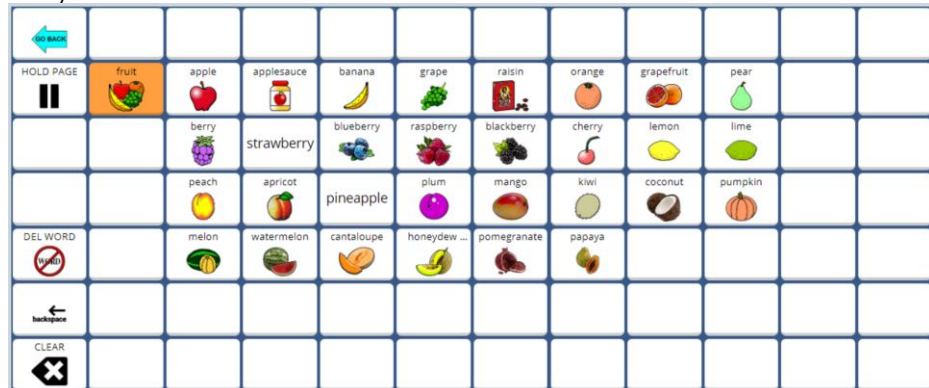 GO BACK
HOLD PAGE fruit apple applesauce banana grape raisin orange grapefruit pear
berry strawberry blueberry raspberry blackberry cherry lemon lime
peach apricot pineapple plum mango kiwi coconut pumpkin
DEL WORD melon watermelon cantaloupe honeydew ... pomegranate papaya
WORD
backspace
CLEAR